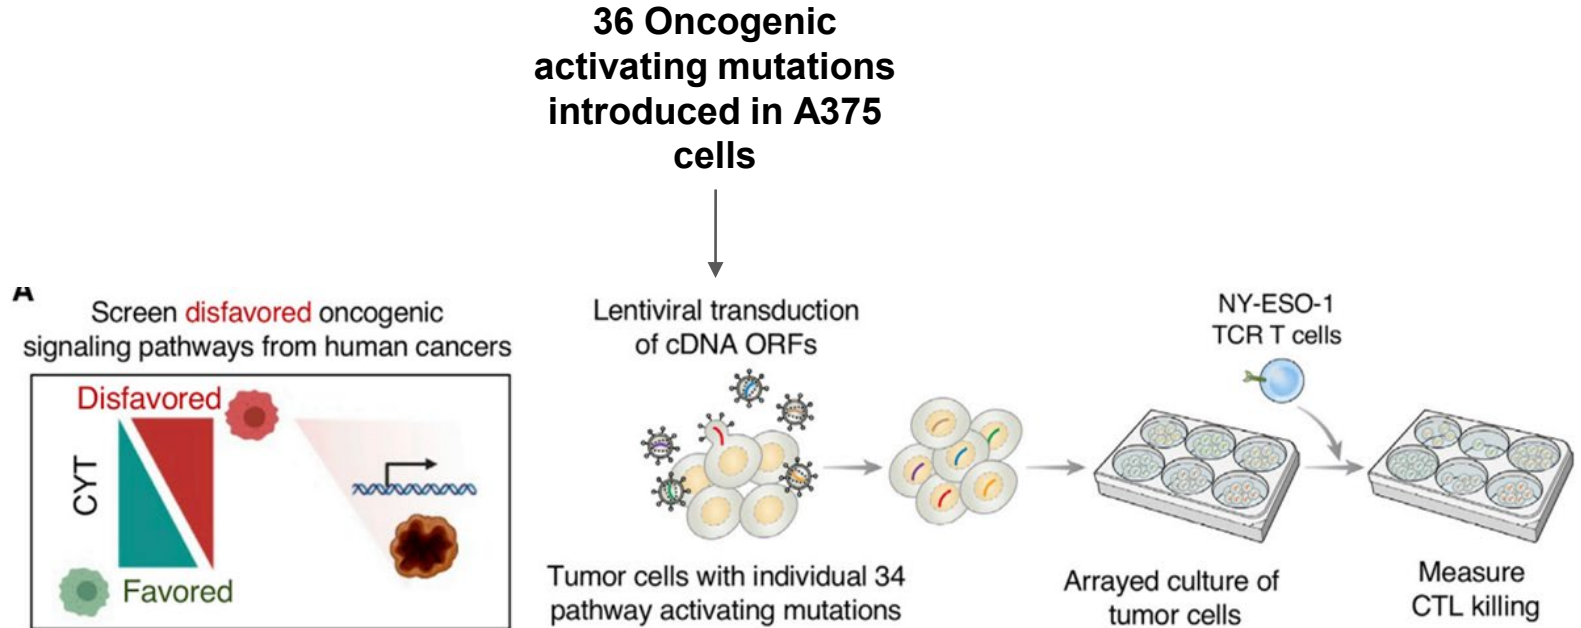 36 Oncogenic
activating mutations
introduced in A375
cells
A
Screen disfavored oncogenic
signaling pathways from human cancers
Disfavored
CYT
Favored
Lentiviral transduction
of cDNA ORFs
Tumor cells with individual 34
pathway activating mutations
Arrayed culture of
tumor cells
NY-ESO-1
TCR T cells
Measure
CTL killing